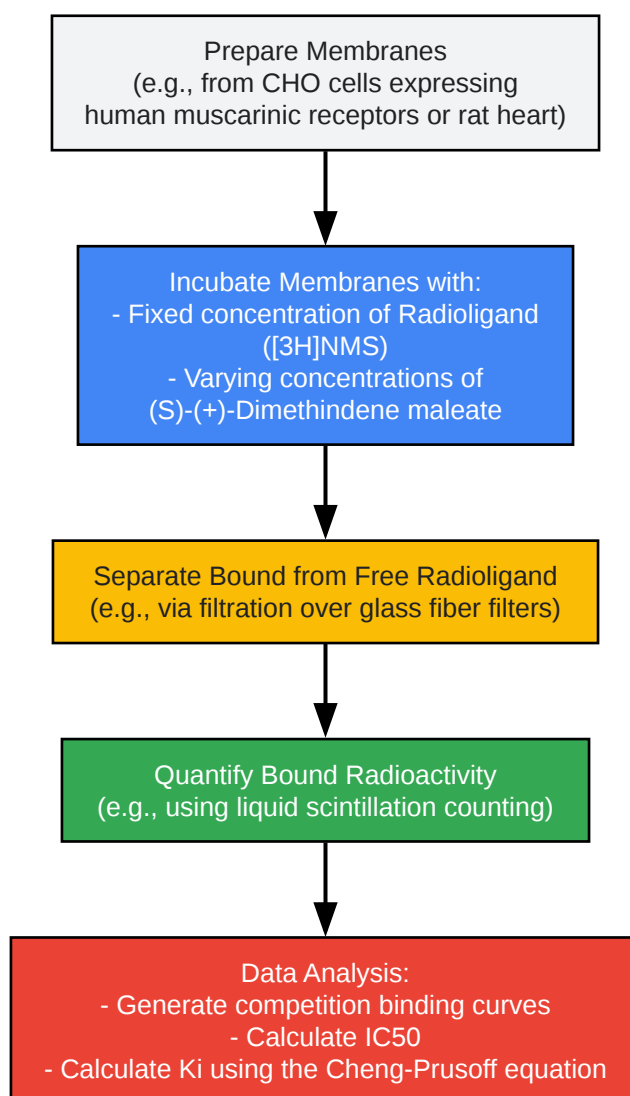 Prepare Membranes
(e.g., from CHO cells expressing
human muscarinic receptors or rat heart)
Incubate Membranes with:
- Fixed concentration of Radioligand
([3H]NMS)
- Varying concentrations of
(S)-(+)-Dimethindene maleate
Separate Bound from Free Radioligand
(e.g., via filtration over glass fiber filters)
Quantify Bound Radioactivity
(e.g., using liquid scintillation counting)
Data Analysis:
- Generate competition binding curves
- Calculate IC50
- Calculate Ki using the Cheng-Prusoff equation